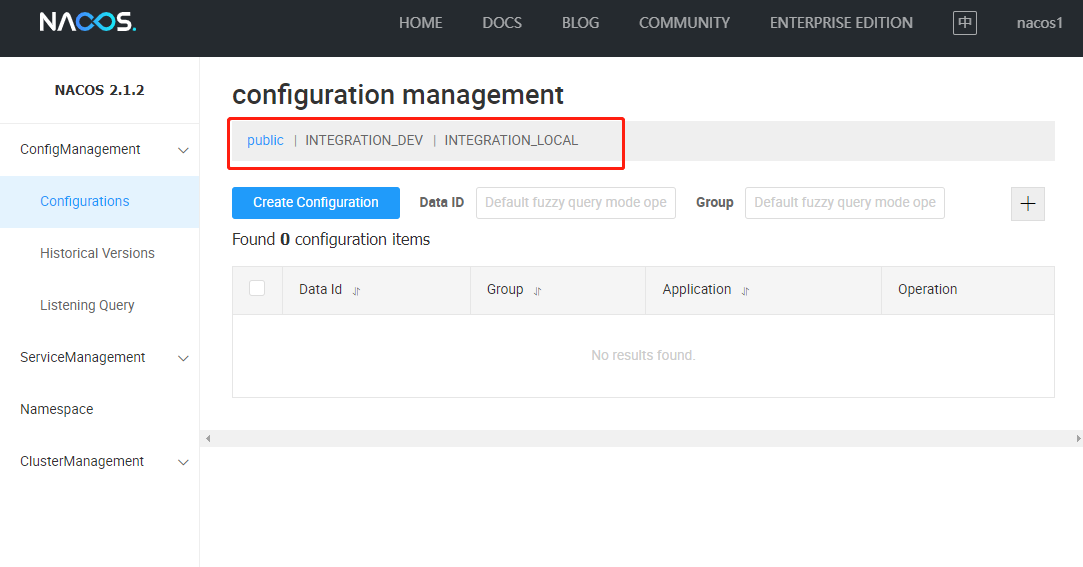 NACOS. HOME DOCS BLOG COMMUNITY ENTERPRISE EDITION 中 nacos1
NACOS 2.1.2
configuration management
ConfigManagement
public | INTEGRATION_DEV | INTEGRATION_LOCAL
Configurations
Create Configuration Data ID Default fuzzy query mode ope Group Default fuzzy query mode ope +
Found 0 configuration items
Historical Versions
Data Id Group Application Operation
Listening Query
No results found.
ServiceManagement
Namespace
ClusterManagement